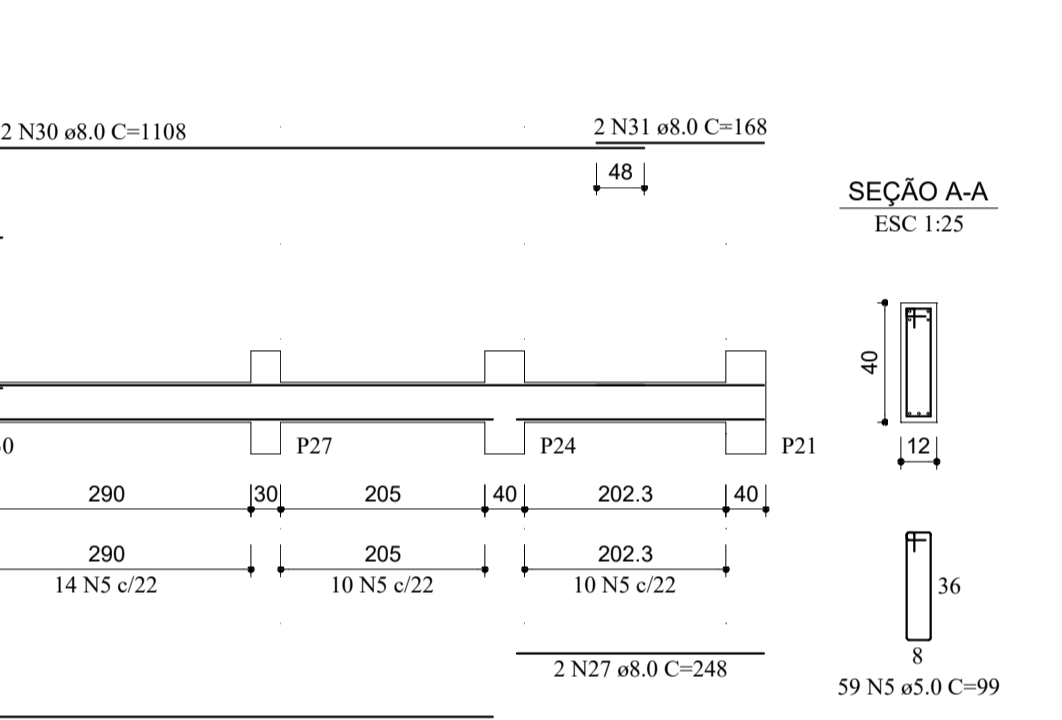 2 N30 ø8.0 C=1108
2 N31 ø8.0 C=168
48
SEÇÃO A-A
ESC 1:25
40
12
P27
P24
P21
290
30
205
40
202.3
40
290
205
202.3
14 N5 c/22
10 N5 c/22
10 N5 c/22
36
8
59 N5 ø5.0 C=99
2 N27 ø8.0 C=248